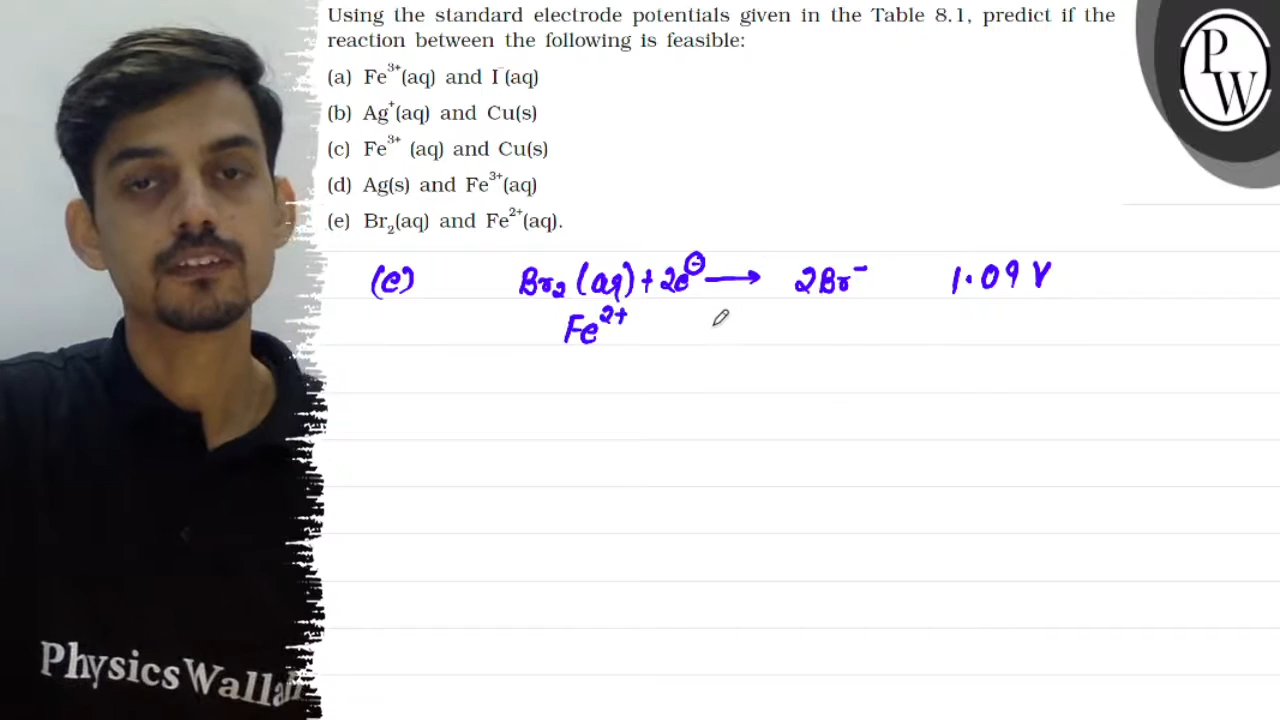 Using the standard electrode potentials given in the Table 8.1, predict if the
reaction between the following is feasible:
(a) Fe³⁺(aq) and I⁻(aq)
(b) Ag⁺(aq) and Cu(s)
(c) Fe³⁺ (aq) and Cu(s)
(d) Ag(s) and Fe³⁺(aq)
(e) Br₂(aq) and Fe²⁺(aq).
(e) Br₂ (aq) + 2e⊖ ⟶ 2Br⁻ 1.09 V
Fe²⁺
PW
PhysicsWallah